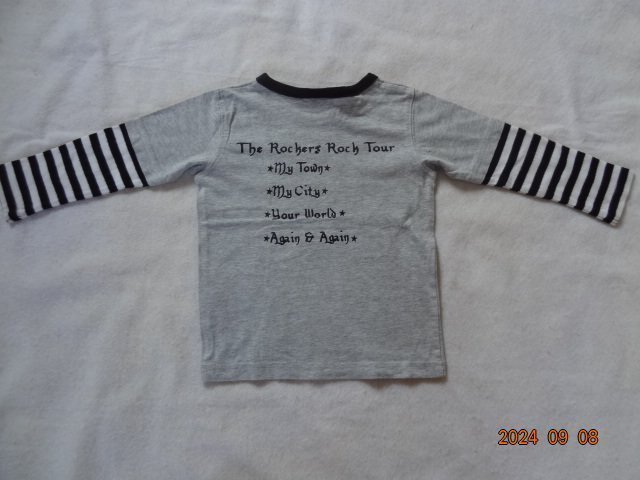 The Rockers Rock Tour
★My Town★
★My City★
★Your World★
★Again & Again★
2024 09 08